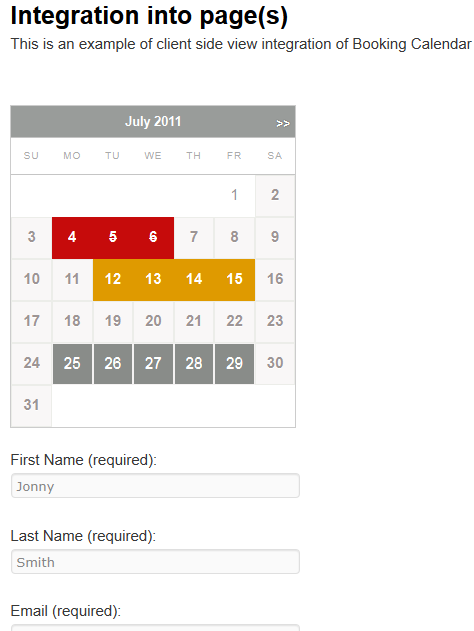 Integration into page(s)
This is an example of client side view integration of Booking Calendar
July 2011 >>
SU MO TU WE TH FR SA
1 2
3 4 5 6 7 8 9
10 11 12 13 14 15 16
17 18 19 20 21 22 23
24 25 26 27 28 29 30
31
First Name (required):
Jonny
Last Name (required):
Smith
Email (required):